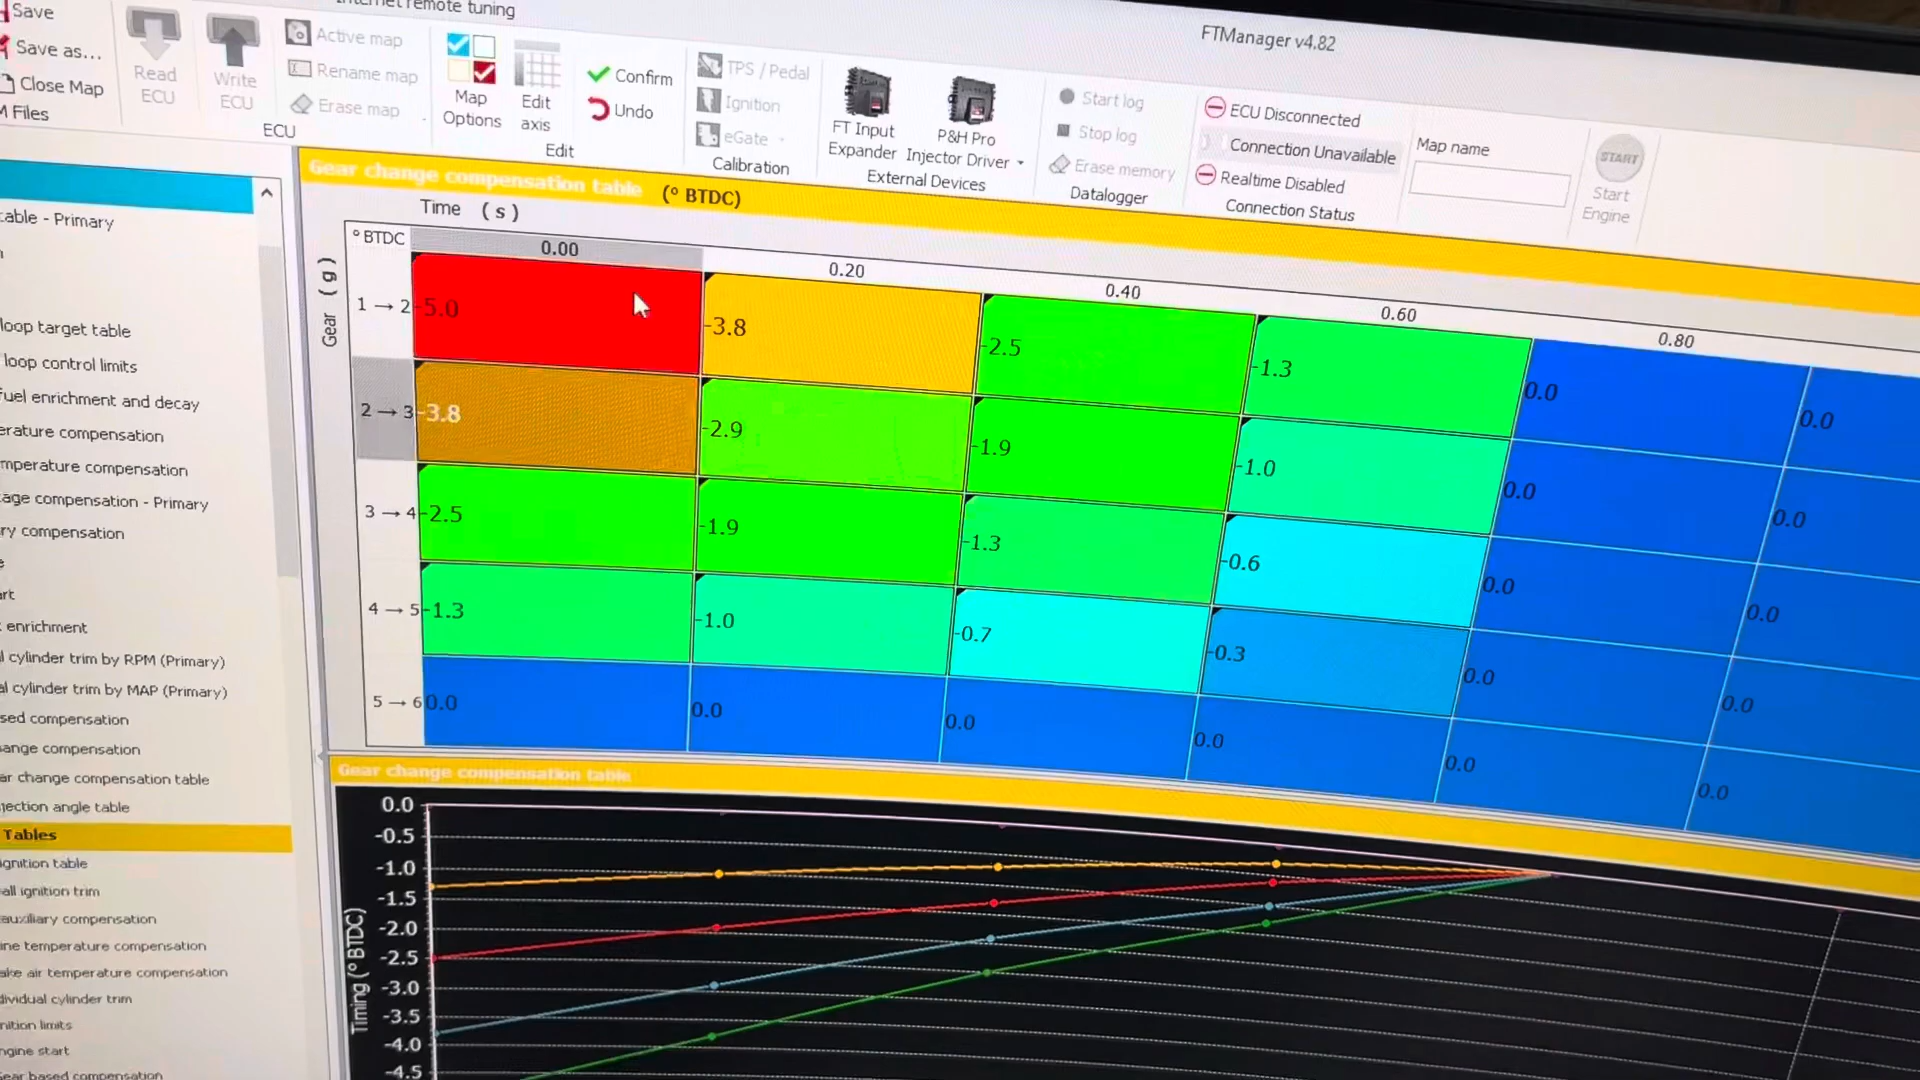 Internet remote tuning
FTManager v4.82
Save
Save as...
Close Map
Files
Read
ECU
Write
ECU
Active map
Rename map
Erase map
ECU
Map
Options
Edit
axis
Confirm
Undo
Edit
TPS / Pedal
Ignition
eGate
Calibration
FT Input
Expander
P&H Pro
Injector Driver
External Devices
Start log
Stop log
Erase memory
Datalogger
ECU Disconnected
Connection Unavailable
Realtime Disabled
Connection Status
Map name
START
Start
Engine
able - Primary
loop target table
loop control limits
fuel enrichment and decay
erature compensation
mperature compensation
age compensation - Primary
ry compensation
art
enrichment
l cylinder trim by RPM (Primary)
al cylinder trim by MAP (Primary)
sed compensation
ange compensation
ar change compensation table
jection angle table
Tables
ignition table
all ignition trim
auxiliary compensation
ine temperature compensation
ake air temperature compensation
dividual cylinder trim
nition limits
ngine start
Gear based compensation
Gear change compensation table (° BTDC)
Time (s)
Gear (g)
° BTDC 0.00 0.20 0.40 0.60 0.80
1 → 2 -5.0 -3.8 -2.5 -1.3 0.0 0.0
2 → 3 -3.8 -2.9 -1.9 -1.0 0.0 0.0
3 → 4 -2.5 -1.9 -1.3 -0.6 0.0 0.0
4 → 5 -1.3 -1.0 -0.7 -0.3 0.0 0.0
5 → 6 0.0 0.0 0.0 0.0 0.0 0.0
Gear change compensation table
Timing (° BTDC)
0.0
-0.5
-1.0
-1.5
-2.0
-2.5
-3.0
-3.5
-4.0
-4.5